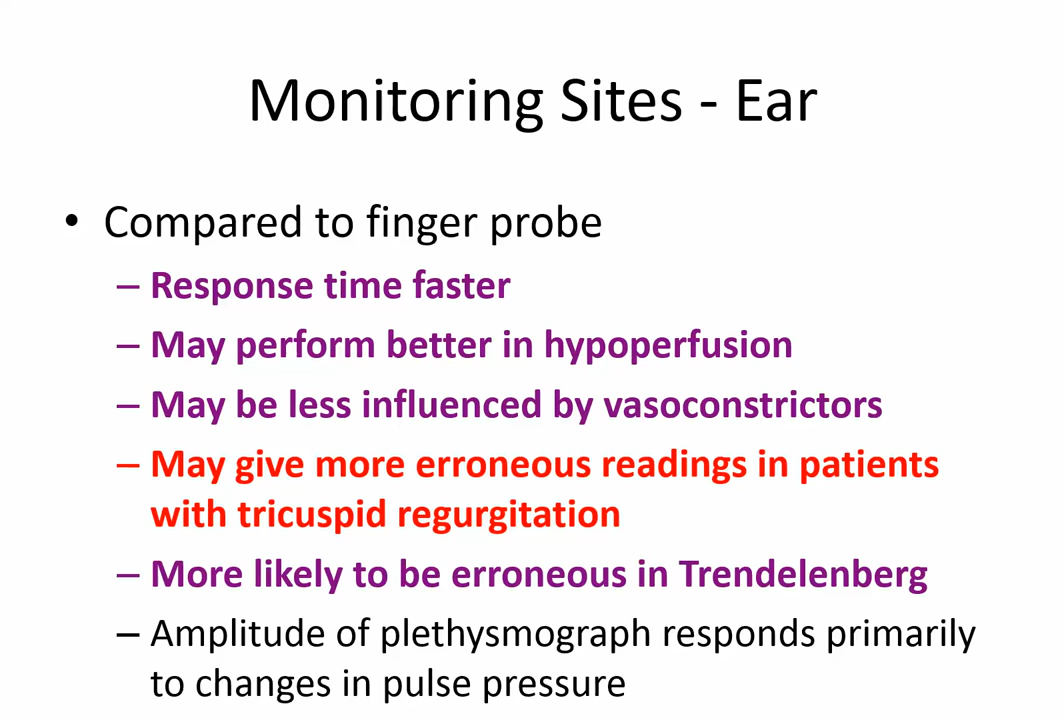 Monitoring Sites - Ear
• Compared to finger probe
– Response time faster
– May perform better in hypoperfusion
– May be less influenced by vasoconstrictors
– May give more erroneous readings in patients
with tricuspid regurgitation
– More likely to be erroneous in Trendelenberg
– Amplitude of plethysmograph responds primarily
to changes in pulse pressure